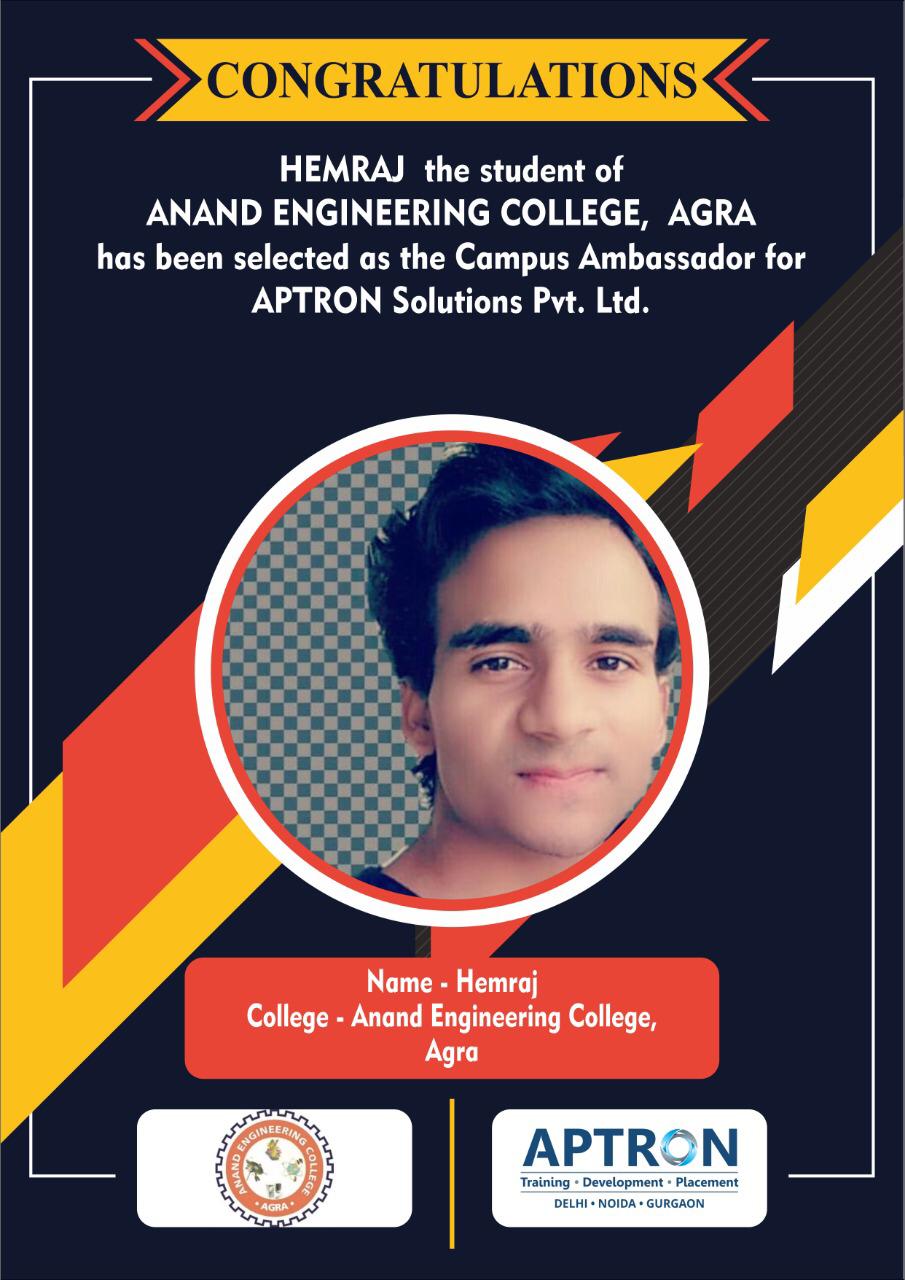 CONGRATULATIONS
HEMRAJ the student of
ANAND ENGINEERING COLLEGE, AGRA
has been selected as the Campus Ambassador for
APTRON Solutions Pvt. Ltd.
Name - Hemraj
College - Anand Engineering College,
Agra
ANAND ENGINEERING COLLEGE
• AGRA •
APTRON
Training • Development • Placement
DELHI • NOIDA • GURGAON